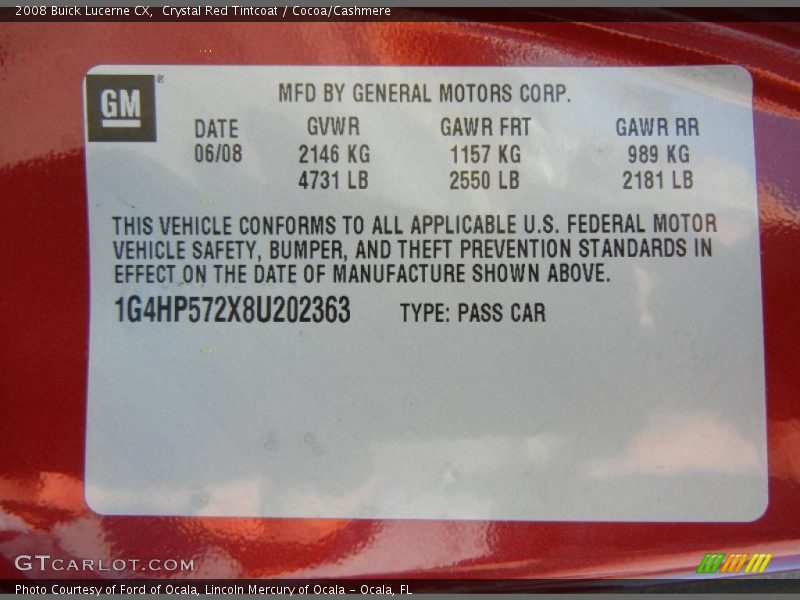 2008 Buick Lucerne CX,  Crystal Red Tintcoat / Cocoa/Cashmere
GM ®
MFD BY GENERAL MOTORS CORP.
DATE GVWR GAWR FRT GAWR RR
06/08 2146 KG 1157 KG 989 KG
4731 LB 2550 LB 2181 LB
THIS VEHICLE CONFORMS TO ALL APPLICABLE U.S. FEDERAL MOTOR
VEHICLE SAFETY, BUMPER, AND THEFT PREVENTION STANDARDS IN
EFFECT ON THE DATE OF MANUFACTURE SHOWN ABOVE.
1G4HP572X8U202363 TYPE: PASS CAR
GTCARLOT.COM
Photo Courtesy of Ford of Ocala, Lincoln Mercury of Ocala - Ocala, FL